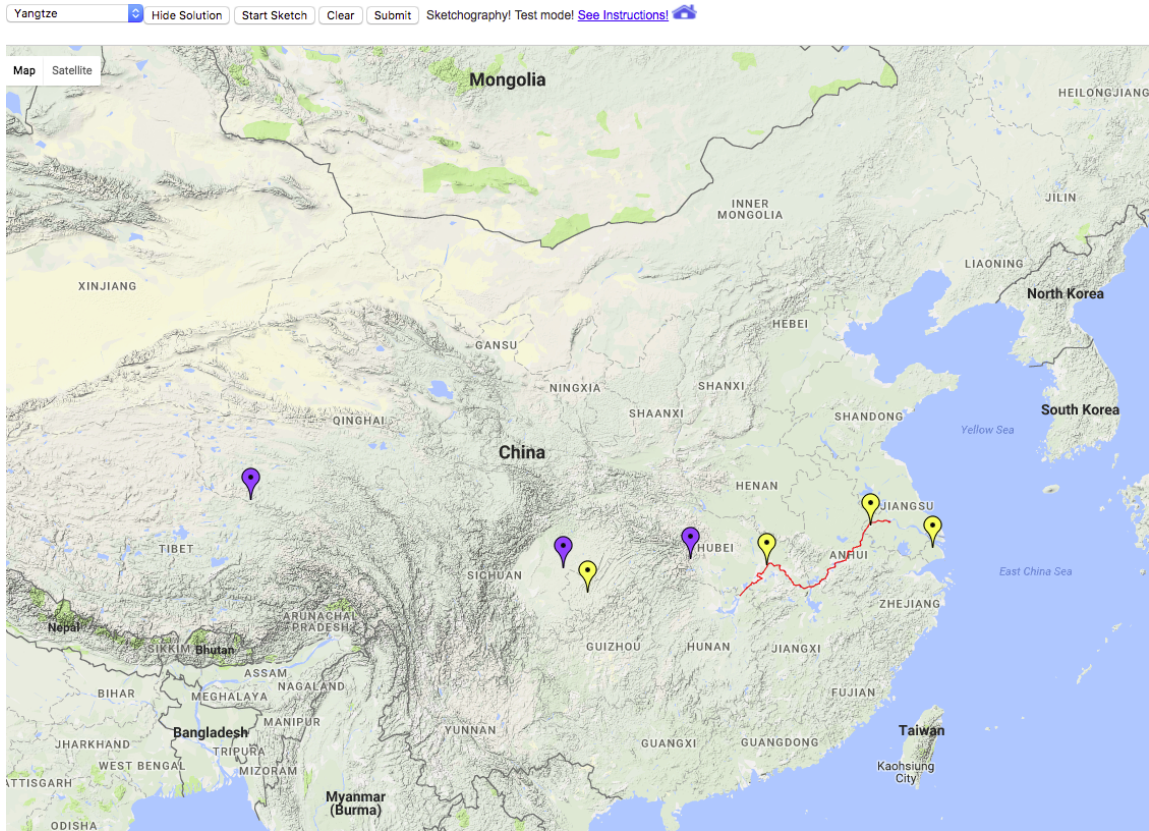 Yangtze Hide Solution Start Sketch Clear Submit Sketchography! Test mode! See Instructions!
Map Satellite
Mongolia
HEILONGJIANG
JILIN
INNER
MONGOLIA
LIAONING
XINJIANG
North Korea
HEBEI
GANSU
NINGXIA
SHANXI
SHAANXI
SHANDONG
South Korea
QINGHAI
Yellow Sea
China
HENAN
JIANGSU
TIBET
HUBEI
ANHUI
SICHUAN
East China Sea
ZHEJIANG
ARUNACHAL
PRADESH
Nepal
SIKKIM
Bhutan
GUIZHOU
HUNAN
JIANGXI
ASSAM
NAGALAND
BIHAR
MEGHALAYA
FUJIAN
MANIPUR
Bangladesh
YUNNAN
Taiwan
JHARKHAND
TRIPURA
GUANGXI
GUANGDONG
WEST BENGAL
MIZORAM
Kaohsiung
City
ATTISGARH
Myanmar
(Burma)
ODISHA